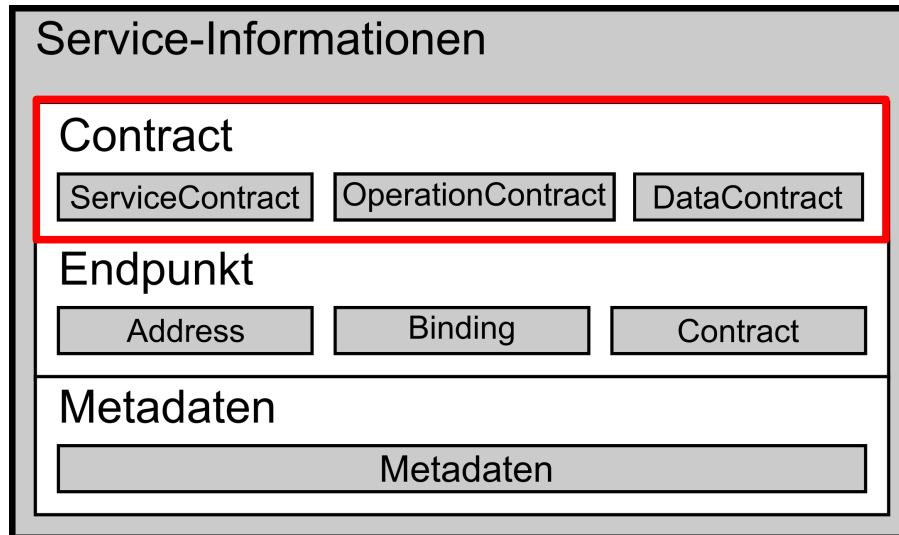 Service-Informationen
Contract
ServiceContract OperationContract DataContract
Endpunkt
Address Binding Contract
Metadaten
Metadaten